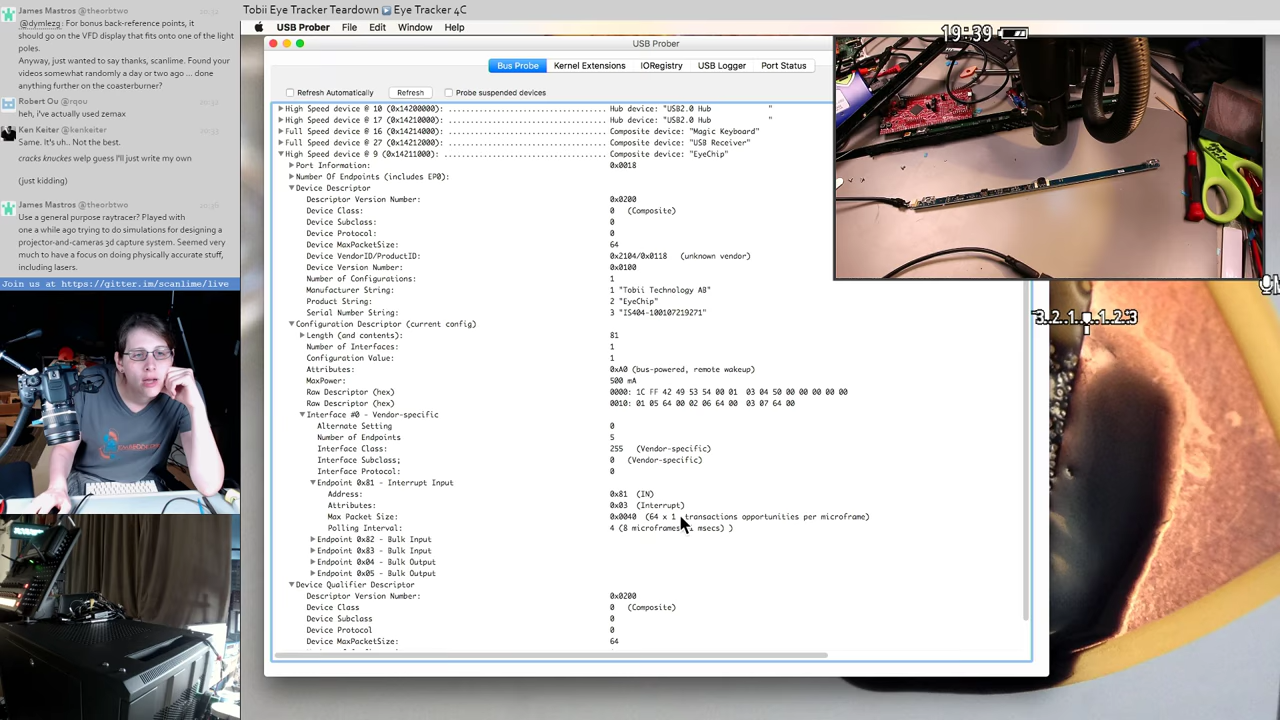 James Mastros @theorbtwo 20:32
@dymlezg: For bonus back-reference points, it
should go on the VFD display that fits onto one of the light
poles.
Anyway, just wanted to say thanks, scanlime. Found your
videos somewhat randomly a day or two ago ... done
anything further on the coasterburner?
Robert Ou @rqou 20:32
heh, i've actually used zemax
Ken Keiter @kenkeiter 20:33
Same. It's uh.. Not the best.
cracks knuckes welp guess I'll just write my own
(just kidding)
James Mastros @theorbtwo 20:36
Use a general purpose raytracer? Played with
one a while ago trying to do simulations for designing a
projector-and-cameras 3d capture system. Seemed very
much to have a focus on doing physically accurate stuff,
including lasers.
Join us at https://gitter.im/scanlime/live
Tobii Eye Tracker Teardown ▶ Eye Tracker 4C
USB Prober File Edit Window Help
USB Prober
Bus Probe Kernel Extensions IORegistry USB Logger Port Status
Refresh Automatically Refresh Probe suspended devices
High Speed device @ 10 (0x14200000): ................................... Hub device: "USB2.0 Hub "
High Speed device @ 17 (0x14210000): ................................... Hub device: "USB2.0 Hub "
Full Speed device @ 16 (0x14214000): ................................... Composite device: "Magic Keyboard"
Full Speed device @ 27 (0x14212000): ................................... Composite device: "USB Receiver"
High Speed device @ 9 (0x14211000): .................................... Composite device: "EyeChip"
Port Information: 0x0018
Number Of Endpoints (includes EP0):
Device Descriptor
Descriptor Version Number: 0x0200
Device Class: 0 (Composite)
Device Subclass: 0
Device Protocol: 0
Device MaxPacketSize: 64
Device VendorID/ProductID: 0x2104/0x0118 (unknown vendor)
Device Version Number: 0x0100
Number of Configurations: 1
Manufacturer String: 1 "Tobii Technology AB"
Product String: 2 "EyeChip"
Serial Number String: 3 "IS404-100107219271"
Configuration Descriptor (current config)
Length (and contents): 81
Number of Interfaces: 1
Configuration Value: 1
Attributes: 0xA0 (bus-powered, remote wakeup)
MaxPower: 500 mA
Raw Descriptor (hex) 0000: 1C FF 42 49 53 54 00 01 03 04 50 00 00 00 00 00
Raw Descriptor (hex) 0010: 01 05 64 00 02 06 64 00 03 07 64 00
Interface #0 - Vendor-specific
Alternate Setting 0
Number of Endpoints 5
Interface Class: 255 (Vendor-specific)
Interface Subclass; 0 (Vendor-specific)
Interface Protocol: 0
Endpoint 0x81 - Interrupt Input
Address: 0x81 (IN)
Attributes: 0x03 (Interrupt)
Max Packet Size: 0x0040 (64 x 1 transactions opportunities per microframe)
Polling Interval: 4 (8 microframes msecs) )
Endpoint 0x82 - Bulk Input
Endpoint 0x83 - Bulk Input
Endpoint 0x04 - Bulk Output
Endpoint 0x05 - Bulk Output
Device Qualifier Descriptor
Descriptor Version Number: 0x0200
Device Class 0 (Composite)
Device Subclass 0
Device Protocol 0
Device MaxPacketSize: 64
19:39
3..2..1.. ..1..2..3